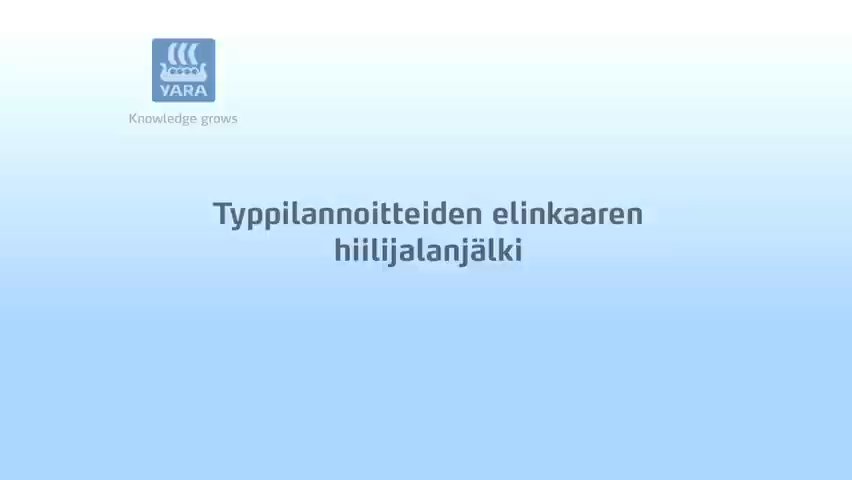 YARA
Knowledge grows
Typpilannoitteiden elinkaaren
hiilijalanjälki